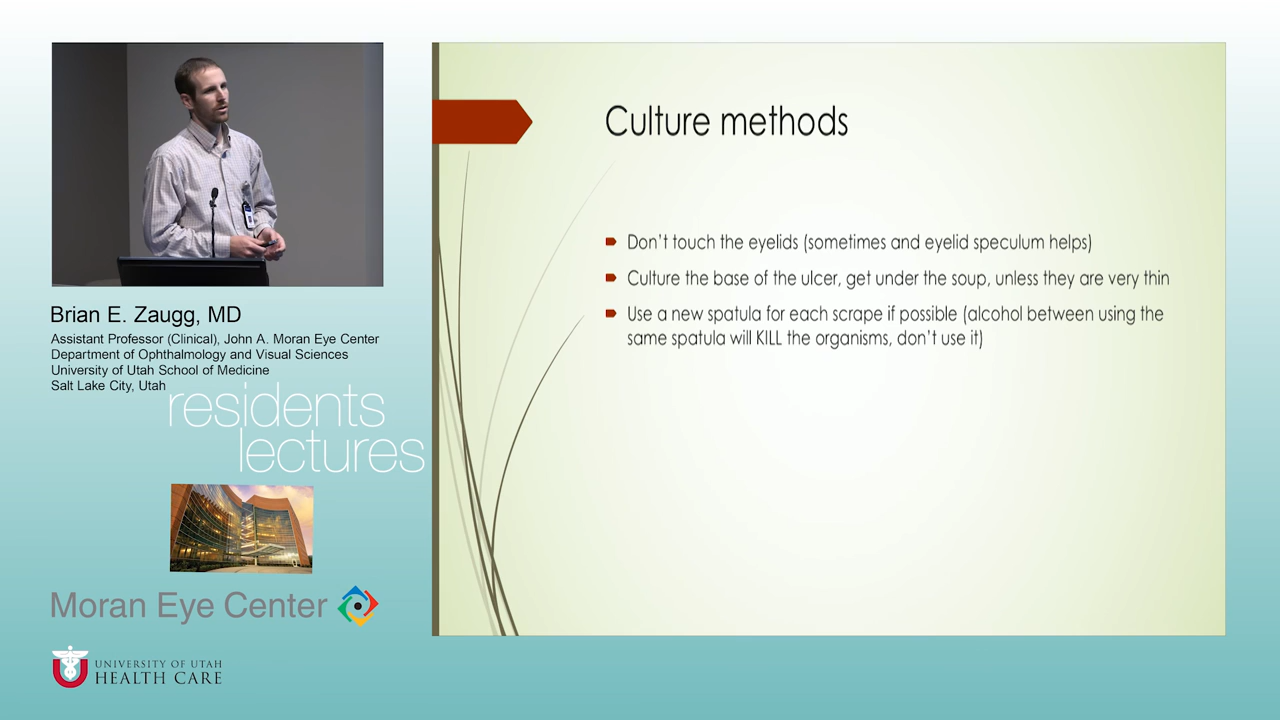 Brian E. Zaugg, MD
Assistant Professor (Clinical), John A. Moran Eye Center
Department of Ophthalmology and Visual Sciences
University of Utah School of Medicine
Salt Lake City, Utah
residents
lectures
Moran Eye Center
UNIVERSITY OF UTAH
HEALTH CARE
Culture methods
Don't touch the eyelids (sometimes and eyelid speculum helps)
Culture the base of the ulcer, get under the soup, unless they are very thin
Use a new spatula for each scrape if possible (alcohol between using the
same spatula will KILL the organisms, don't use it)